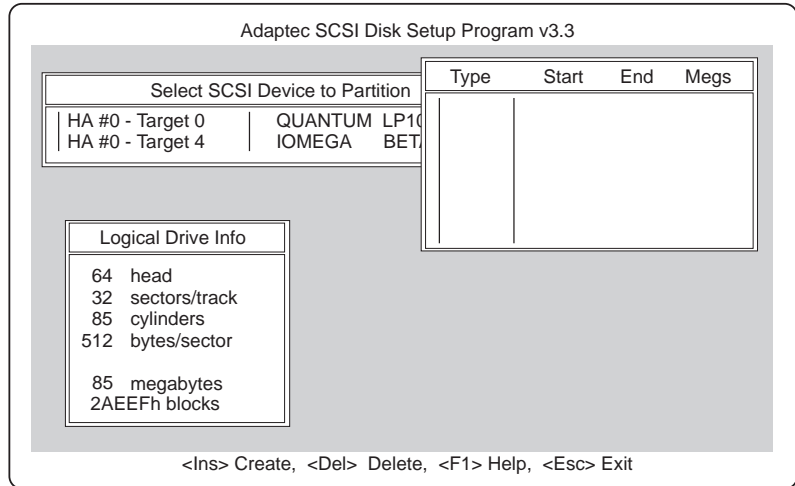 Adaptec SCSI Disk Setup Program v3.3
Select SCSI Device to Partition
HA #0 - Target 0 QUANTUM LP10
HA #0 - Target 4 IOMEGA BETA
Type Start End Megs
Logical Drive Info
64 head
32 sectors/track
85 cylinders
512 bytes/sector
85 megabytes
2AEEFh blocks
<Ins> Create, <Del> Delete, <F1> Help, <Esc> Exit